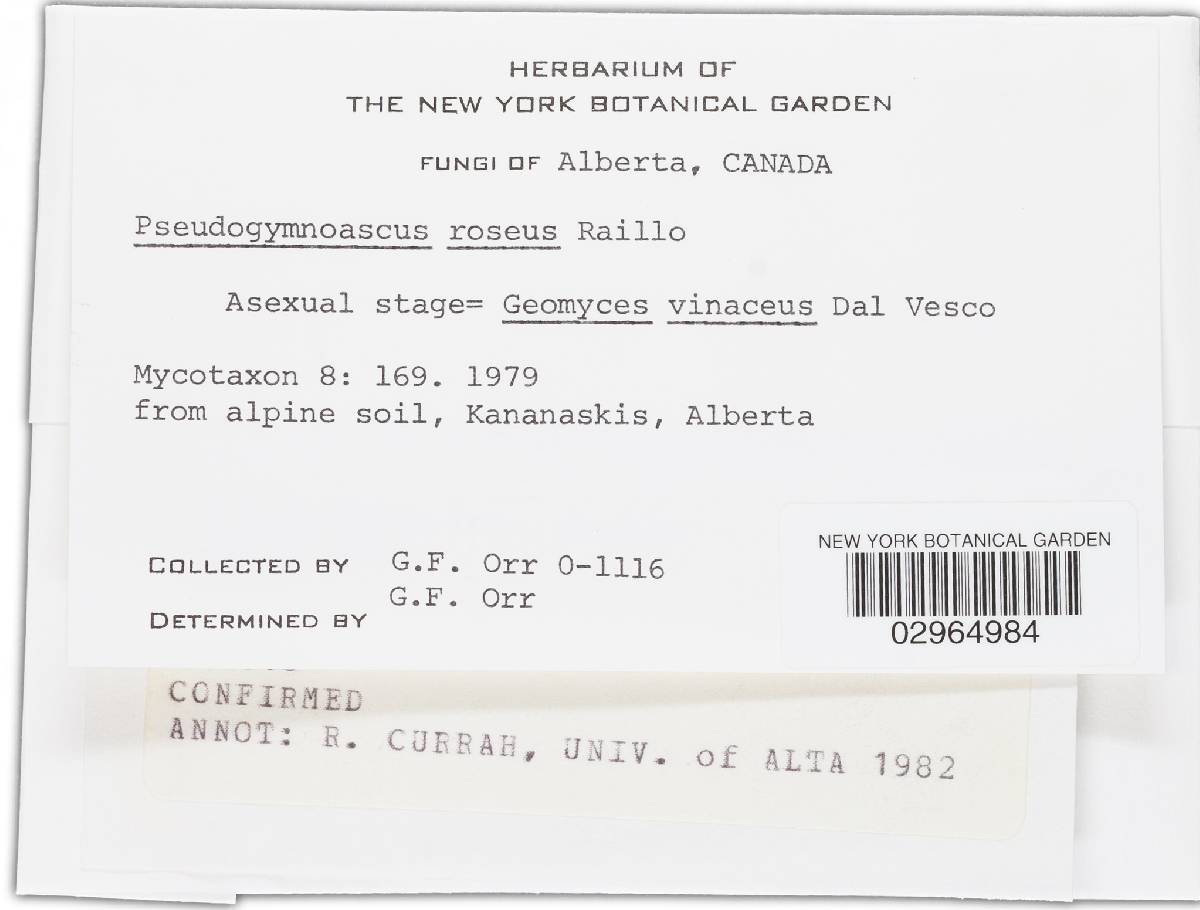 HERBARIUM OF
THE NEW YORK BOTANICAL GARDEN
FUNGI OF Alberta, CANADA
Pseudogymnoascus roseus Raillo
Asexual stage= Geomyces vinaceus Dal Vesco
Mycotaxon 8: 169. 1979
from alpine soil, Kananaskis, Alberta
COLLECTED BY G.F. Orr O-1116
G.F. Orr
DETERMINED BY
NEW YORK BOTANICAL GARDEN
02964984
CONFIRMED
ANNOT: R. CURRAH, UNIV. of ALTA 1982